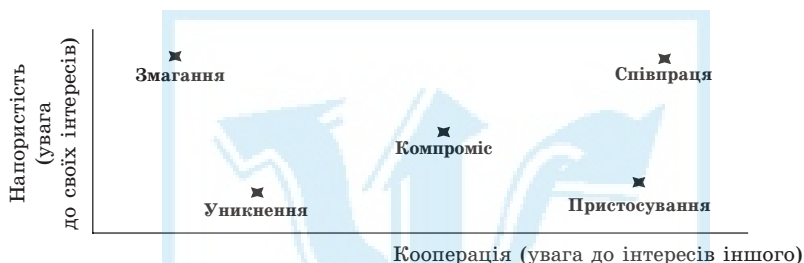 Напористість
(увага
до своїх інтересів)
Змагання
Співпраця
Компроміс
Уникнення
Пристосування
Кооперація (увага до інтересів іншого)